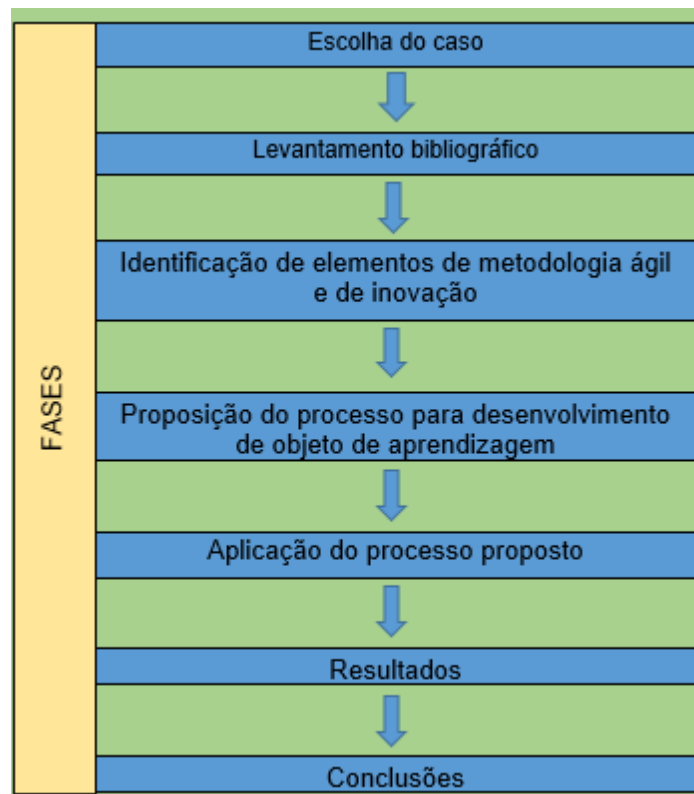 FASES
Escolha do caso
Levantamento bibliográfico
Identificação de elementos de metodologia ágil
e de inovação
Proposição do processo para desenvolvimento
de objeto de aprendizagem
Aplicação do processo proposto
Resultados
Conclusões